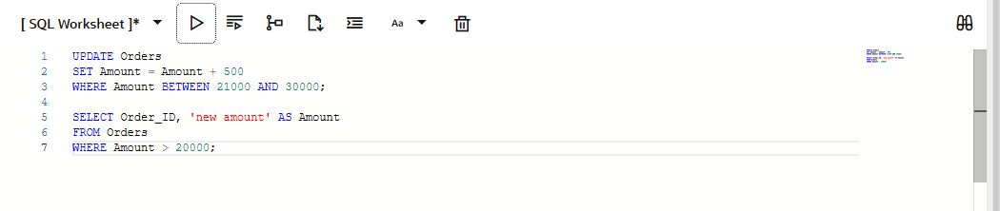 [ SQL Worksheet ]*
Aa
1 UPDATE Orders
2 SET Amount = Amount + 500
3 WHERE Amount BETWEEN 21000 AND 30000;
4
5 SELECT Order_ID, 'new amount' AS Amount
6 FROM Orders
7 WHERE Amount > 20000;